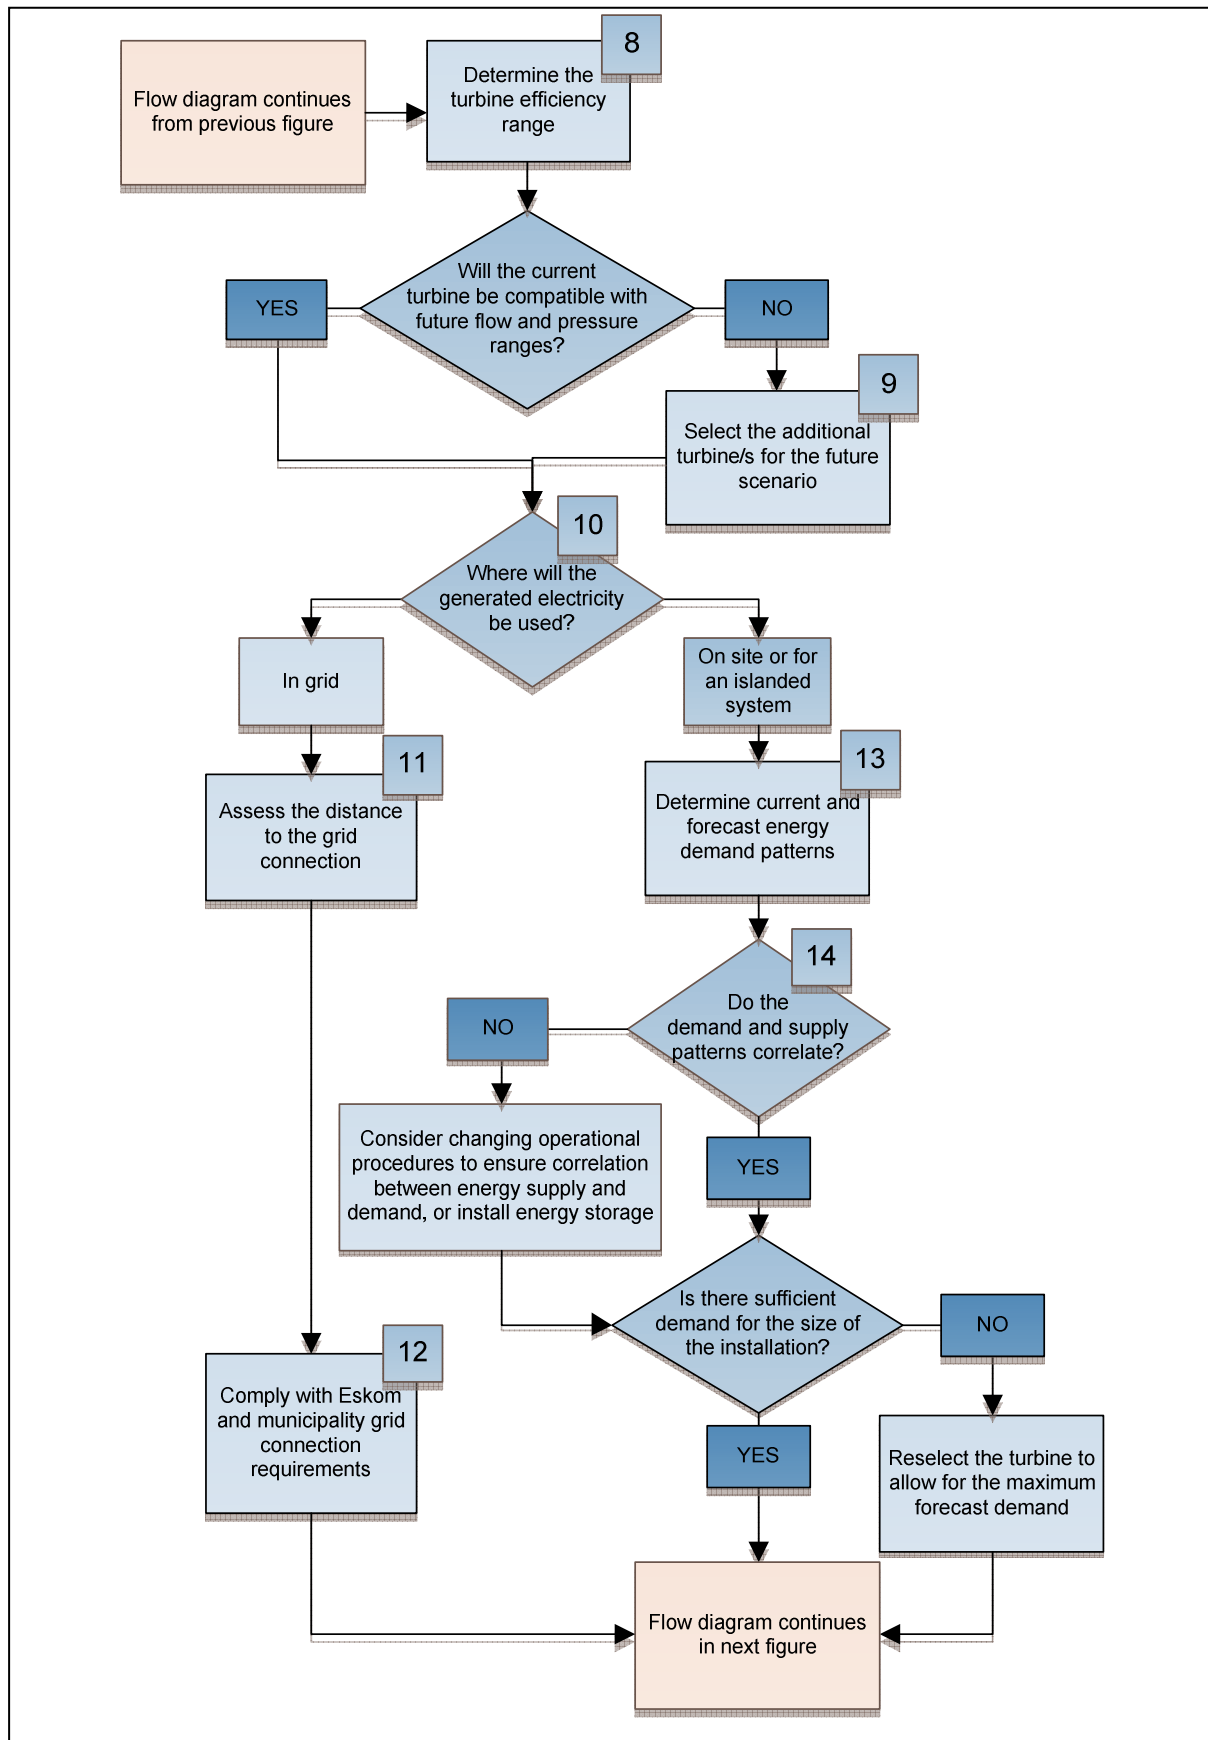 Flow diagram continues
from previous figure
8
Determine the
turbine efficiency
range
Will the current
turbine be compatible with
future flow and pressure
ranges?
YES
NO
9
Select the additional
turbine/s for the future
scenario
10
Where will the
generated electricity
be used?
In grid
On site or for
an islanded
system
11
Assess the distance
to the grid
connection
13
Determine current and
forecast energy
demand patterns
14
Do the
demand and supply
patterns correlate?
NO
Consider changing operational
procedures to ensure correlation
between energy supply and
demand, or install energy storage
YES
Is there sufficient
demand for the size of
the installation?
NO
12
Comply with Eskom
and municipality grid
connection
requirements
YES
Reselect the turbine to
allow for the maximum
forecast demand
Flow diagram continues
in next figure